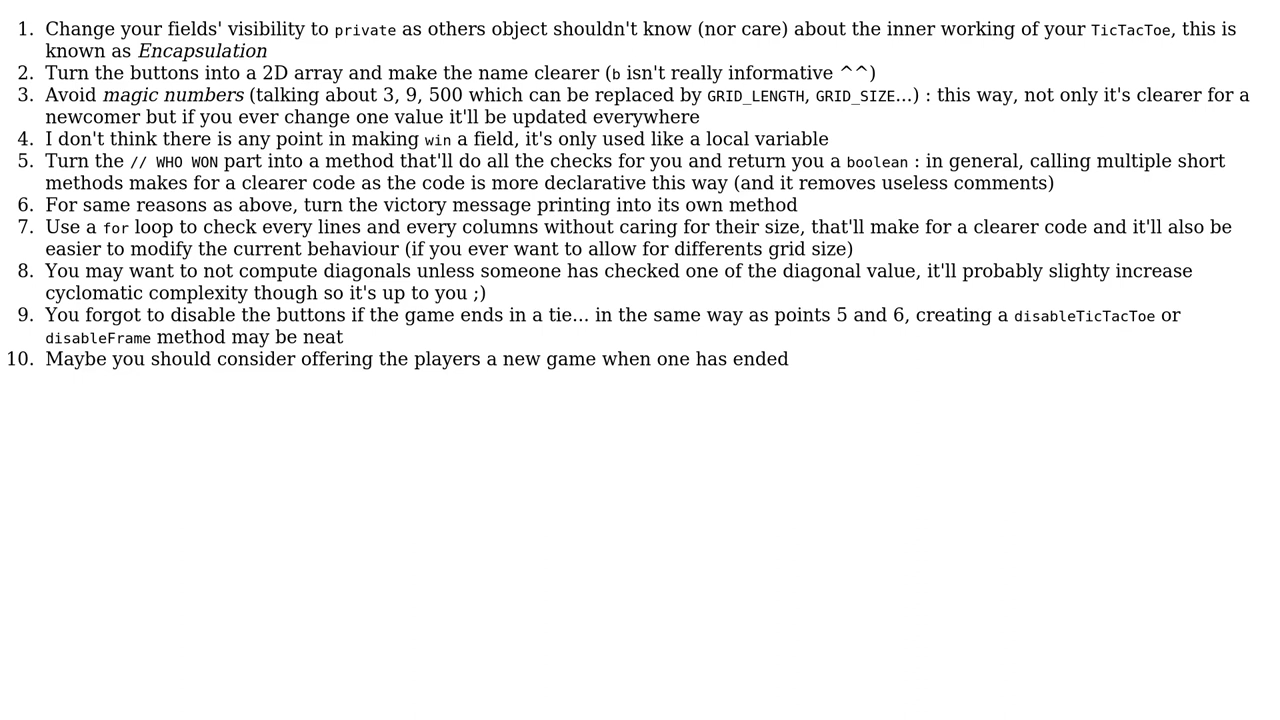 1. Change your fields' visibility to private as others object shouldn't know (nor care) about the inner working of your TicTacToe, this is
known as Encapsulation
2. Turn the buttons into a 2D array and make the name clearer (b isn't really informative ^^)
3. Avoid magic numbers (talking about 3, 9, 500 which can be replaced by GRID_LENGTH, GRID_SIZE...) : this way, not only it's clearer for a
newcomer but if you ever change one value it'll be updated everywhere
4. I don't think there is any point in making win a field, it's only used like a local variable
5. Turn the // WHO WON part into a method that'll do all the checks for you and return you a boolean : in general, calling multiple short
methods makes for a clearer code as the code is more declarative this way (and it removes useless comments)
6. For same reasons as above, turn the victory message printing into its own method
7. Use a for loop to check every lines and every columns without caring for their size, that'll make for a clearer code and it'll also be
easier to modify the current behaviour (if you ever want to allow for differents grid size)
8. You may want to not compute diagonals unless someone has checked one of the diagonal value, it'll probably slighty increase
cyclomatic complexity though so it's up to you ;)
9. You forgot to disable the buttons if the game ends in a tie... in the same way as points 5 and 6, creating a disableTicTacToe or
disableFrame method may be neat
10. Maybe you should consider offering the players a new game when one has ended